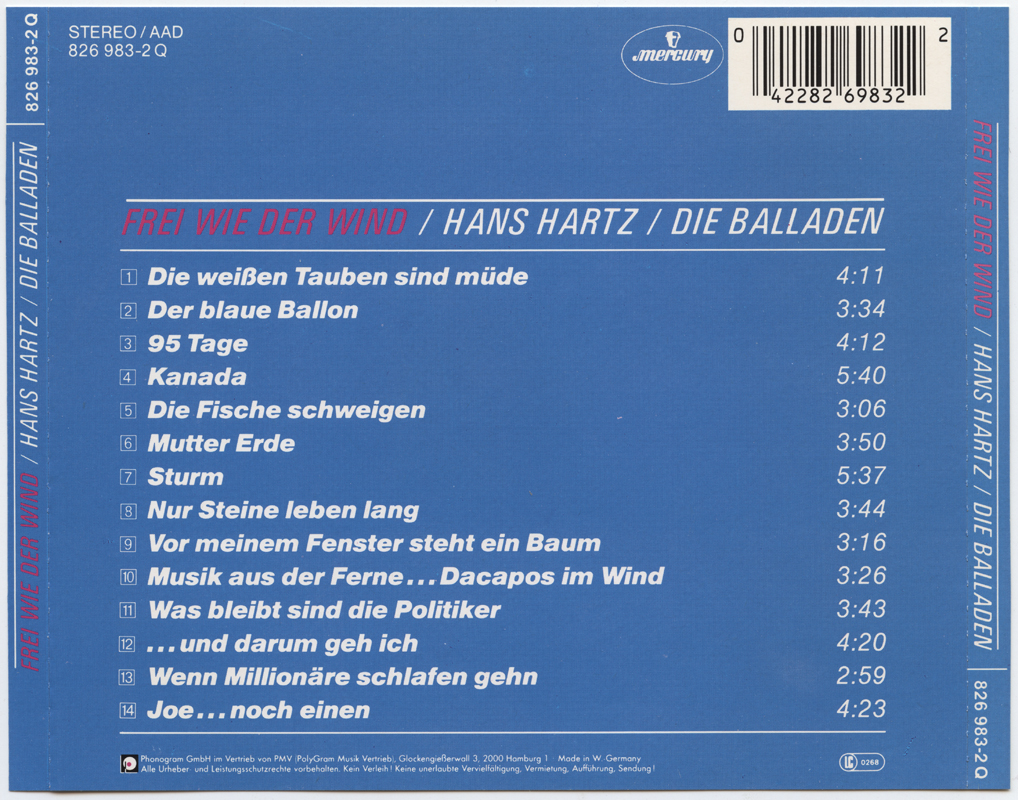 826 983-2 Q
FREI WIE DER WIND / HANS HARTZ / DIE BALLADEN
STEREO / AAD
826 983-2 Q
mercury
0 42282 69832 2
FREI WIE DER WIND / HANS HARTZ / DIE BALLADEN
1 Die weißen Tauben sind müde 4:11
2 Der blaue Ballon 3:34
3 95 Tage 4:12
4 Kanada 5:40
5 Die Fische schweigen 3:06
6 Mutter Erde 3:50
7 Sturm 5:37
8 Nur Steine leben lang 3:44
9 Vor meinem Fenster steht ein Baum 3:16
10 Musik aus der Ferne...Dacapos im Wind 3:26
11 Was bleibt sind die Politiker 3:43
12 ...und darum geh ich 4:20
13 Wenn Millionäre schlafen gehn 2:59
14 Joe...noch einen 4:23
Phonogram GmbH im Vertrieb von PMV (PolyGram Musik Vertrieb), Glockengießerwall 3, 2000 Hamburg 1 Made in W. Germany
Alle Urheber- und Leistungsschutzrechte vorbehalten. Kein Verleih! Keine unerlaubte Vervielfältigung, Vermietung, Aufführung, Sendung!
LC 0268
FREI WIE DER WIND / HANS HARTZ / DIE BALLADEN
826 983-2 Q